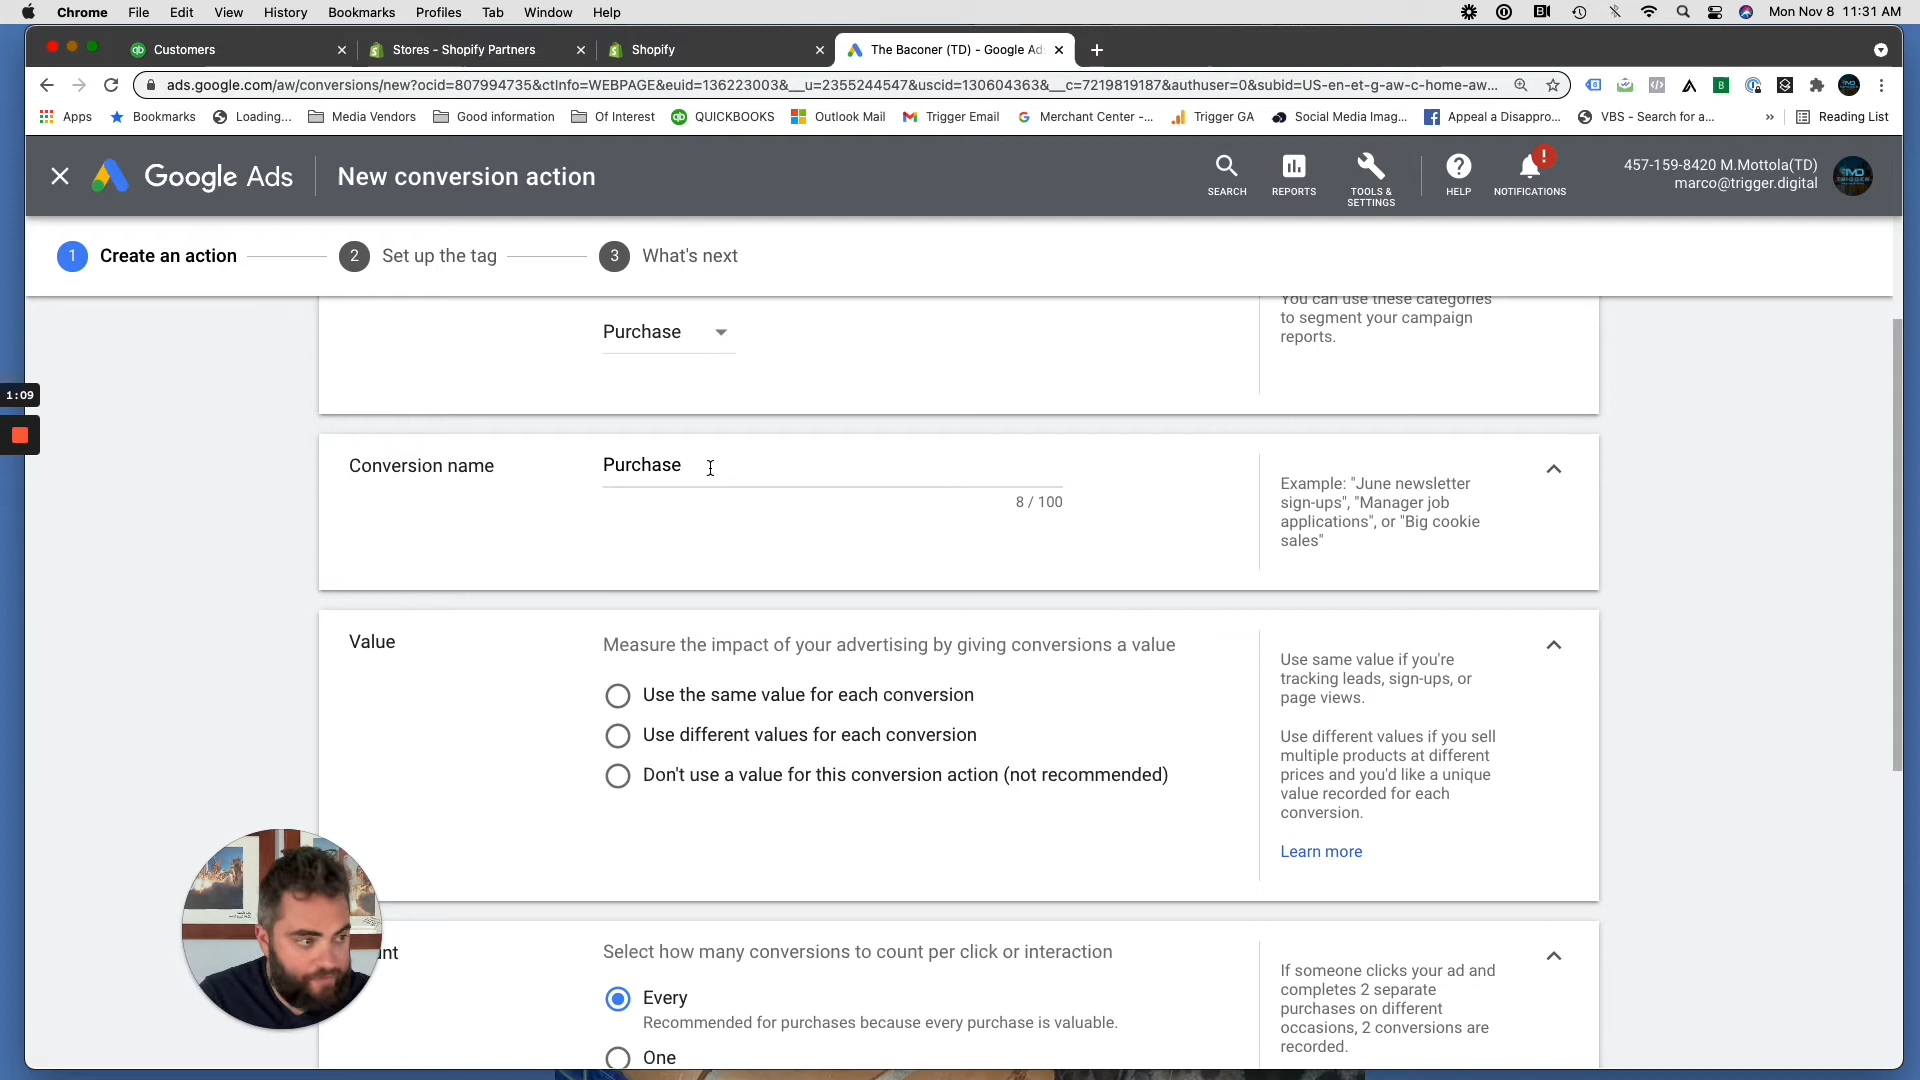 Chrome File Edit View History Bookmarks Profiles Tab Window Help Mon Nov 8 11:31 AM
Customers Stores - Shopify Partners Shopify The Baconer (TD) - Google Ads
ads.google.com/aw/conversions/new?ocid=807994735&ctInfo=WEBPAGE&euid=136223003&__u=2355244547&uscid=130604363&__c=7219819187&authuser=0&subid=US-en-et-g-aw-c-home-aw...
Apps Bookmarks Loading... Media Vendors Good information Of Interest QUICKBOOKS Outlook Mail Trigger Email Merchant Center -... Trigger GA Social Media Imag... Appeal a Disappro... VBS - Search for a... » Reading List
Google Ads New conversion action
SEARCH REPORTS TOOLS & SETTINGS HELP NOTIFICATIONS
457-159-8420 M.Mottola(TD)
marco@trigger.digital
1 Create an action 2 Set up the tag 3 What's next
Purchase
You can use these categories
to segment your campaign
reports.
1:09
Conversion name
Purchase
8 / 100
Example: "June newsletter
sign-ups", "Manager job
applications", or "Big cookie
sales"
Value
Measure the impact of your advertising by giving conversions a value
Use the same value for each conversion
Use different values for each conversion
Don't use a value for this conversion action (not recommended)
Use same value if you're
tracking leads, sign-ups, or
page views.
Use different values if you sell
multiple products at different
prices and you'd like a unique
value recorded for each
conversion.
Learn more
nt
Select how many conversions to count per click or interaction
Every
Recommended for purchases because every purchase is valuable.
One
If someone clicks your ad and
completes 2 separate
purchases on different
occasions, 2 conversions are
recorded.